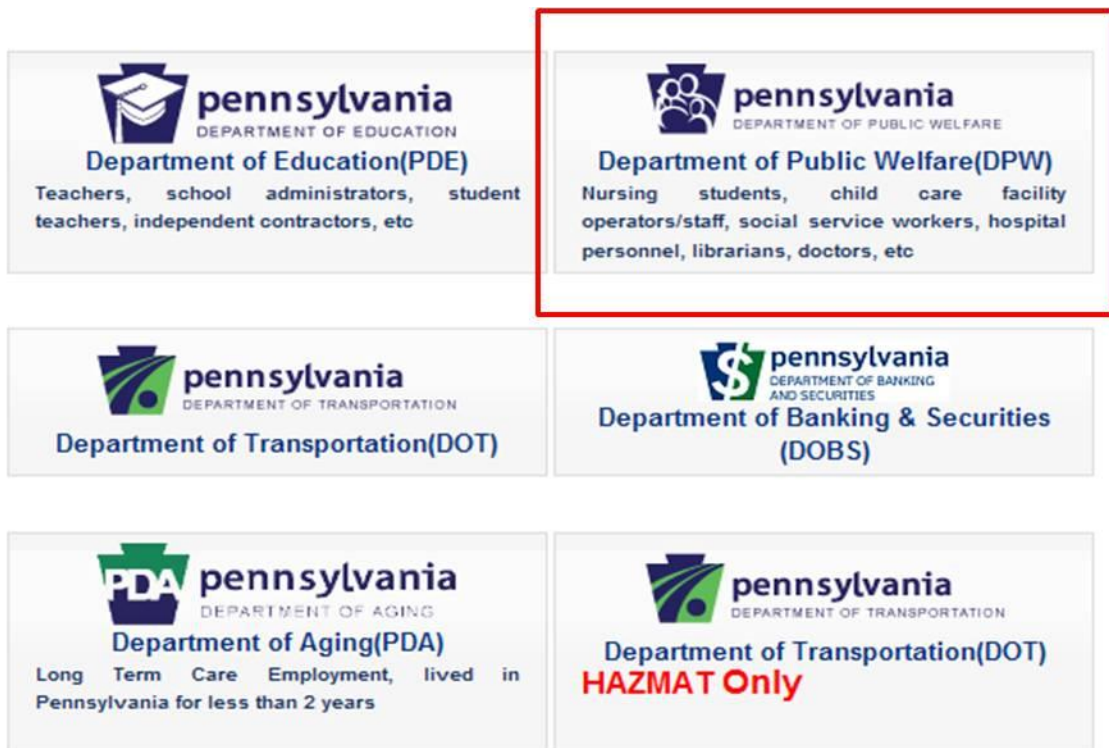 pennsylvania
DEPARTMENT OF EDUCATION
Department of Education(PDE)
Teachers, school administrators, student
teachers, independent contractors, etc
pennsylvania
DEPARTMENT OF PUBLIC WELFARE
Department of Public Welfare(DPW)
Nursing students, child care facility
operators/staff, social service workers, hospital
personnel, librarians, doctors, etc
pennsylvania
DEPARTMENT OF TRANSPORTATION
Department of Transportation(DOT)
$ pennsylvania
DEPARTMENT OF BANKING
AND SECURITIES
Department of Banking & Securities
(DOBS)
PDA pennsylvania
DEPARTMENT OF AGING
Department of Aging(PDA)
Long Term Care Employment, lived in
Pennsylvania for less than 2 years
pennsylvania
DEPARTMENT OF TRANSPORTATION
Department of Transportation(DOT)
HAZMAT Only